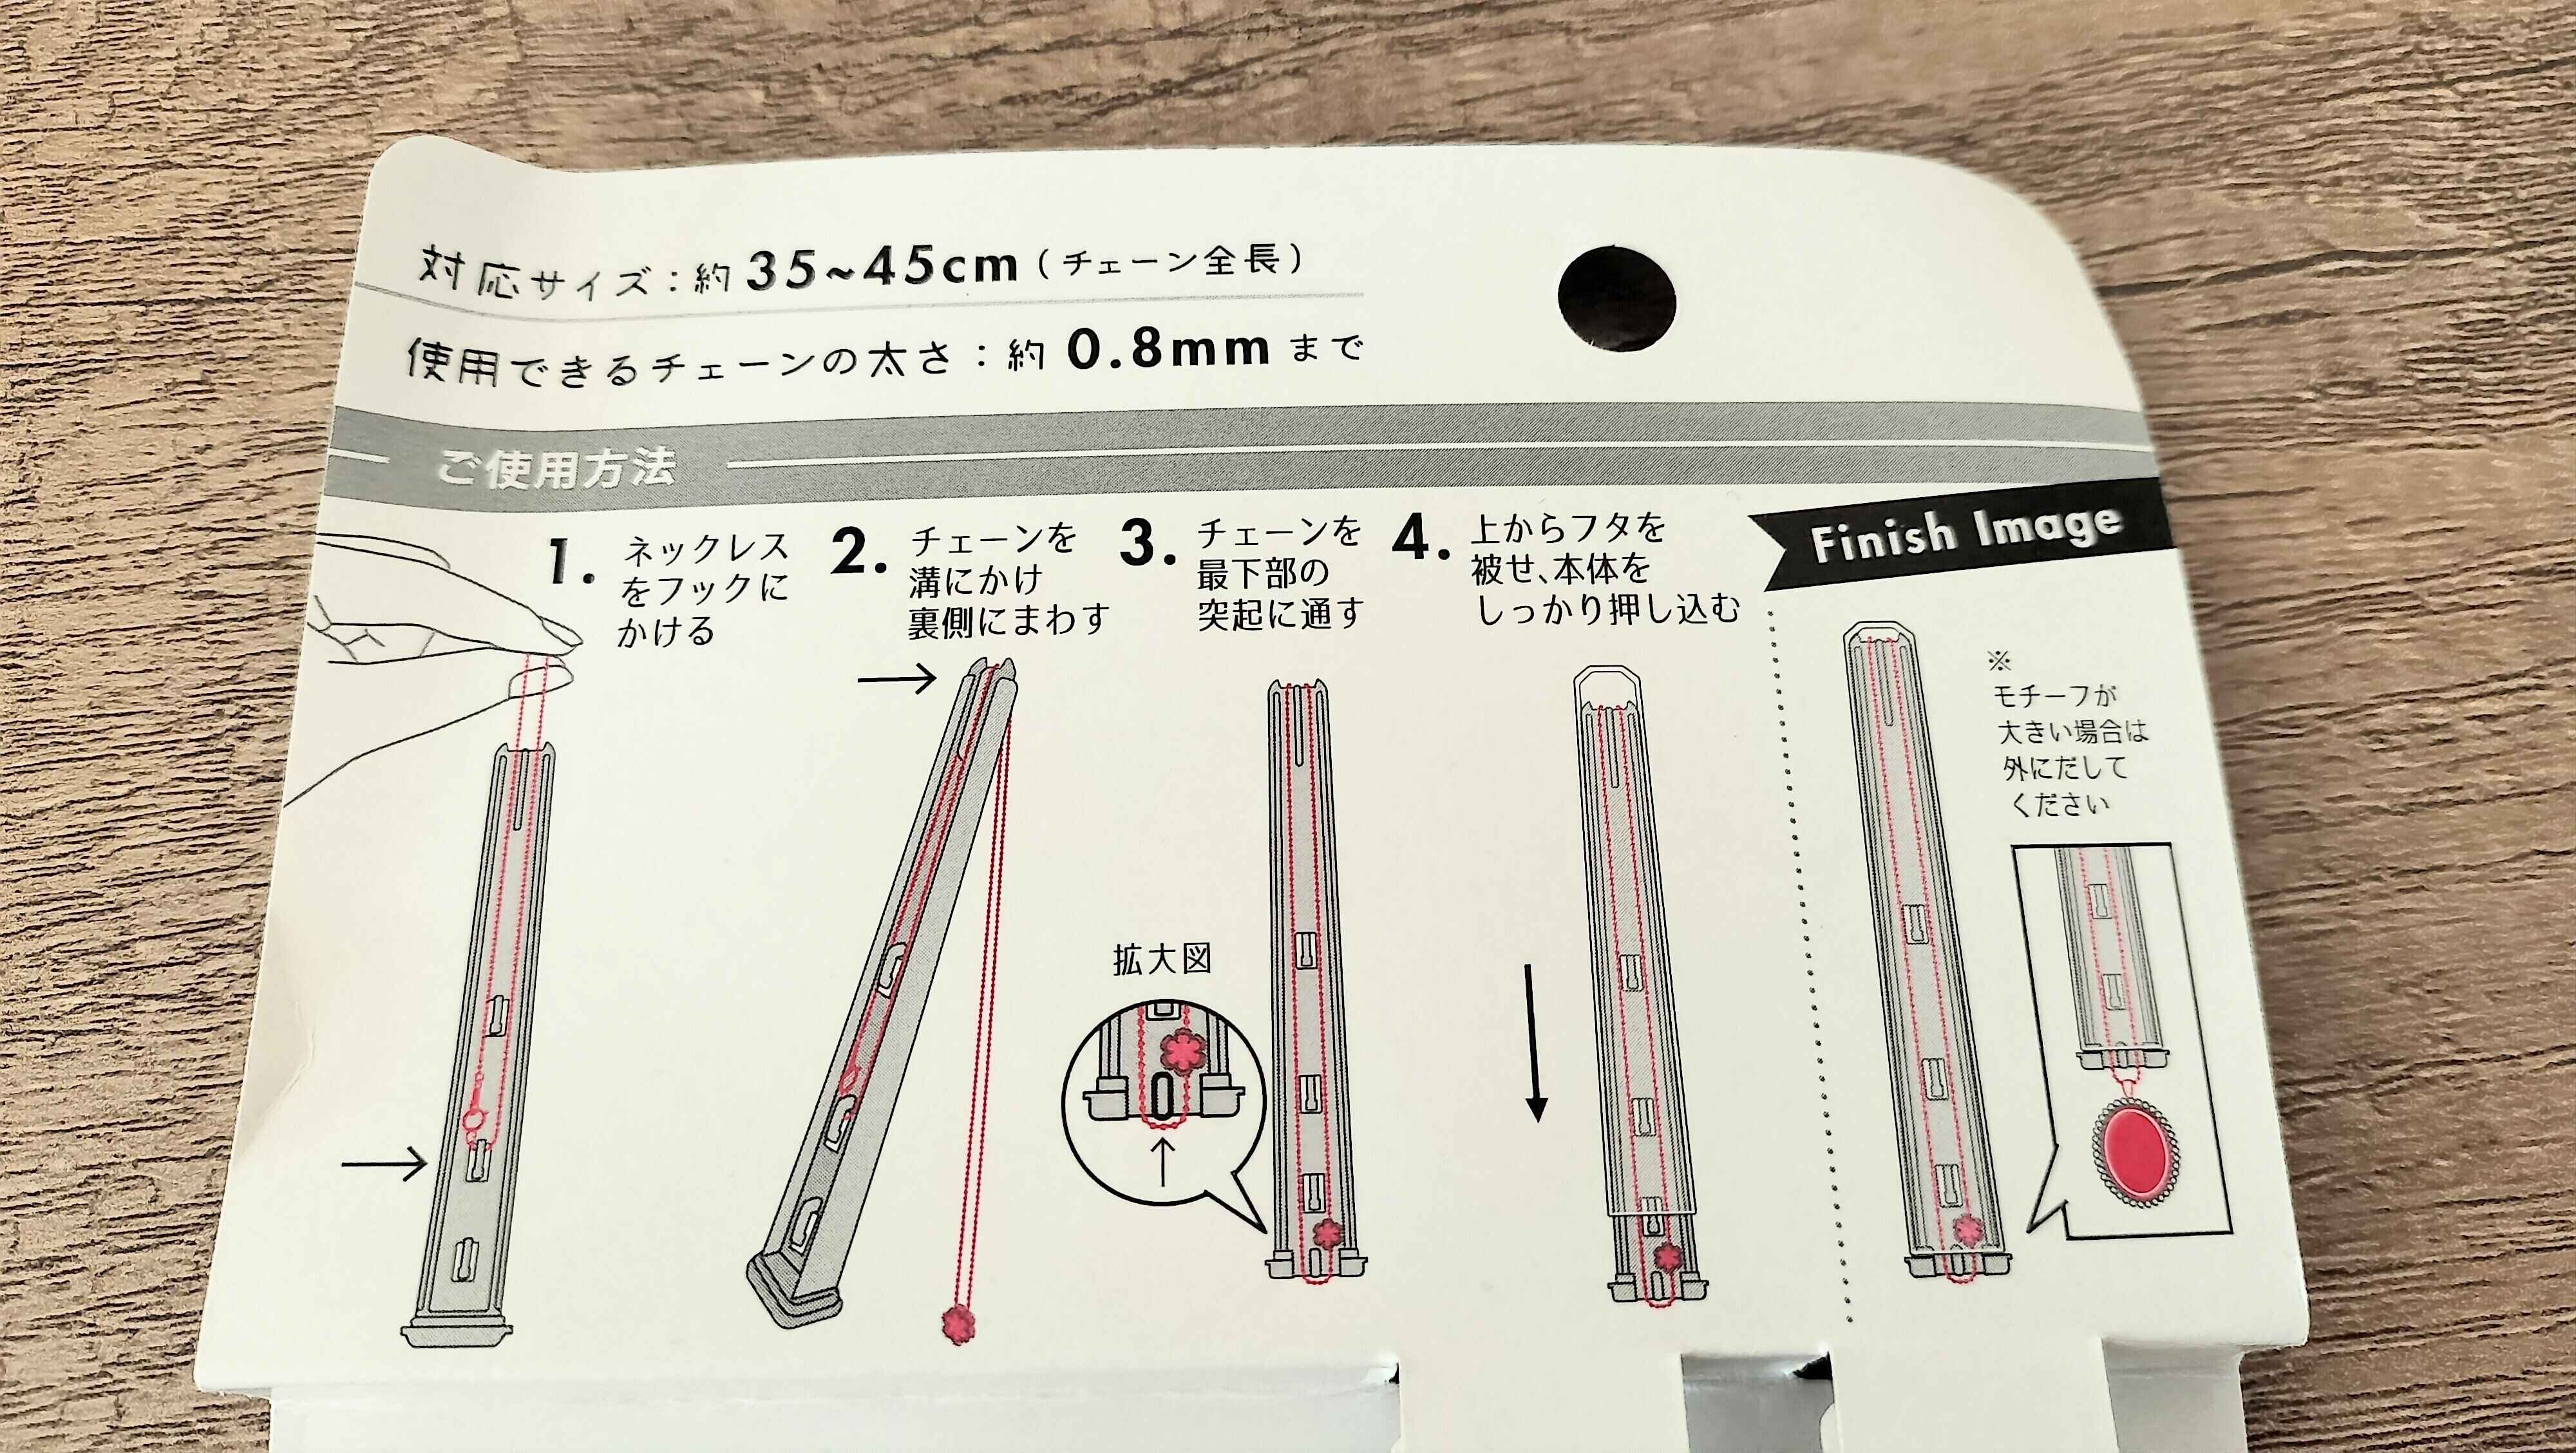 対応サイズ：約35~45cm（チェーン全長）
使用できるチェーンの太さ：約0.8mmまで
ご使用方法
1. ネックレス
をフックに
かける
2. チェーンを
溝にかけ
裏側にまわす
3. チェーンを
最下部の
突起に通す
拡大図
4. 上からフタを
被せ、本体を
しっかり押し込む
Finish Image
※
モチーフが
大きい場合は
外にだして
ください